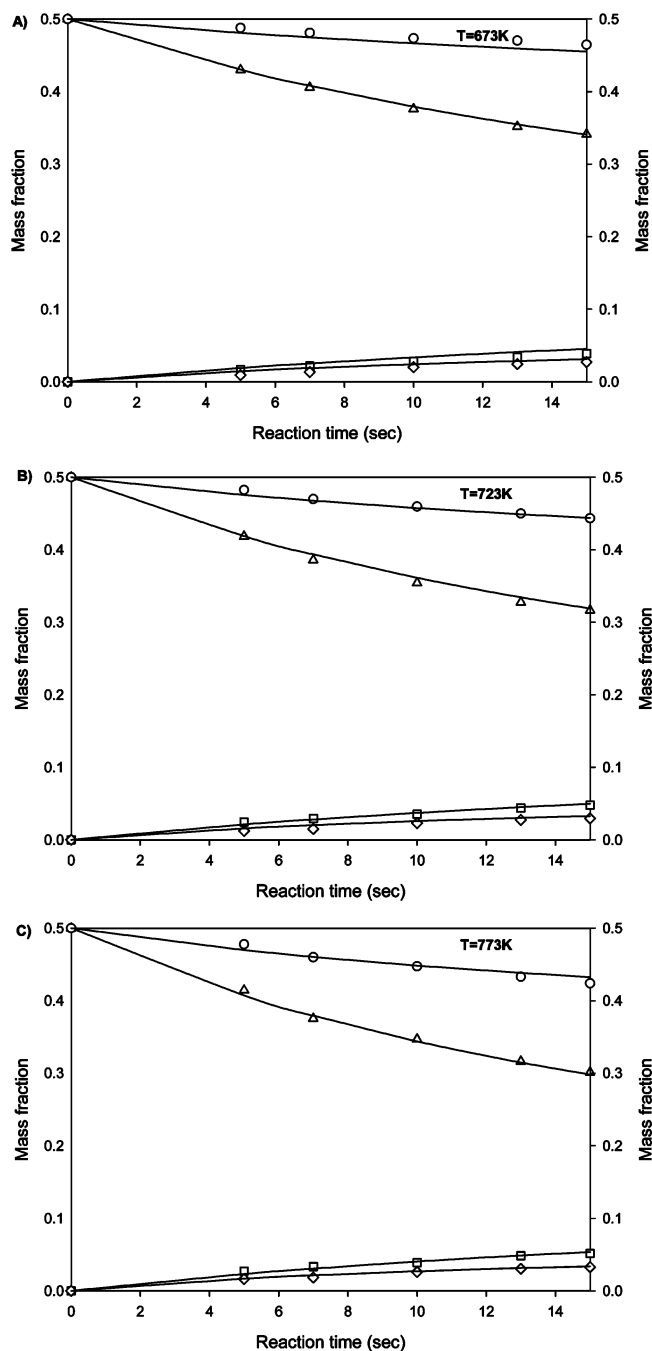 A)
T=673K
0.5 0.5
0.4 0.4
0.3 0.3
0.2 0.2
0.1 0.1
0.0 0.0
Mass fraction
Mass fraction
0 2 4 6 8 10 12 14
Reaction time (sec)
B)
T=723K
0.5 0.5
0.4 0.4
0.3 0.3
0.2 0.2
0.1 0.1
0.0 0.0
Mass fraction
Mass fraction
0 2 4 6 8 10 12 14
Reaction time (sec)
C)
T=773K
0.5 0.5
0.4 0.4
0.3 0.3
0.2 0.2
0.1 0.1
0.0 0.0
Mass fraction
Mass fraction
0 2 4 6 8 10 12 14
Reaction time (sec)